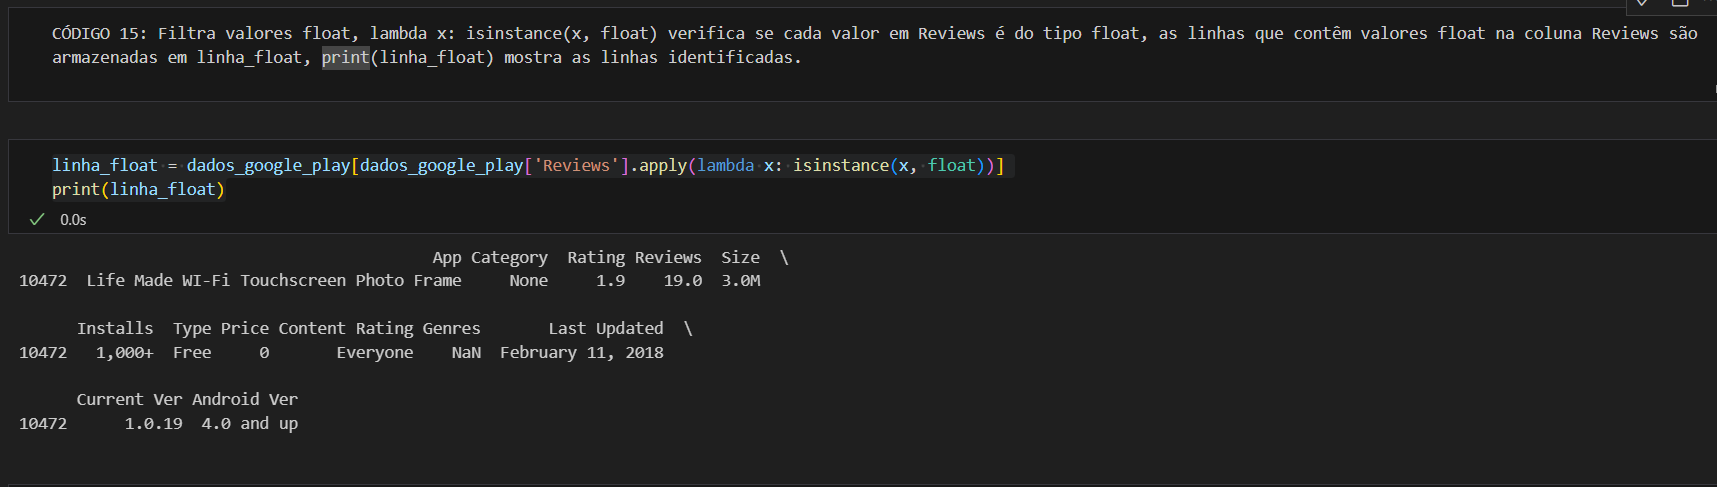 CÓDIGO 15: Filtra valores float, lambda x: isinstance(x, float) verifica se cada valor em Reviews é do tipo float, as linhas que contêm valores float na coluna Reviews são
armazenadas em linha_float, print(linha_float) mostra as linhas identificadas.
linha_float = dados_google_play[dados_google_play['Reviews'].apply(lambda x: isinstance(x, float))]
print(linha_float)
0.0s
App Category  Rating Reviews  Size  \
10472  Life Made WI-Fi Touchscreen Photo Frame     None     1.9    19.0  3.0M
Installs  Type Price Content Rating Genres       Last Updated  \
10472   1,000+  Free     0       Everyone    NaN  February 11, 2018
Current Ver Android Ver
10472      1.0.19  4.0 and up